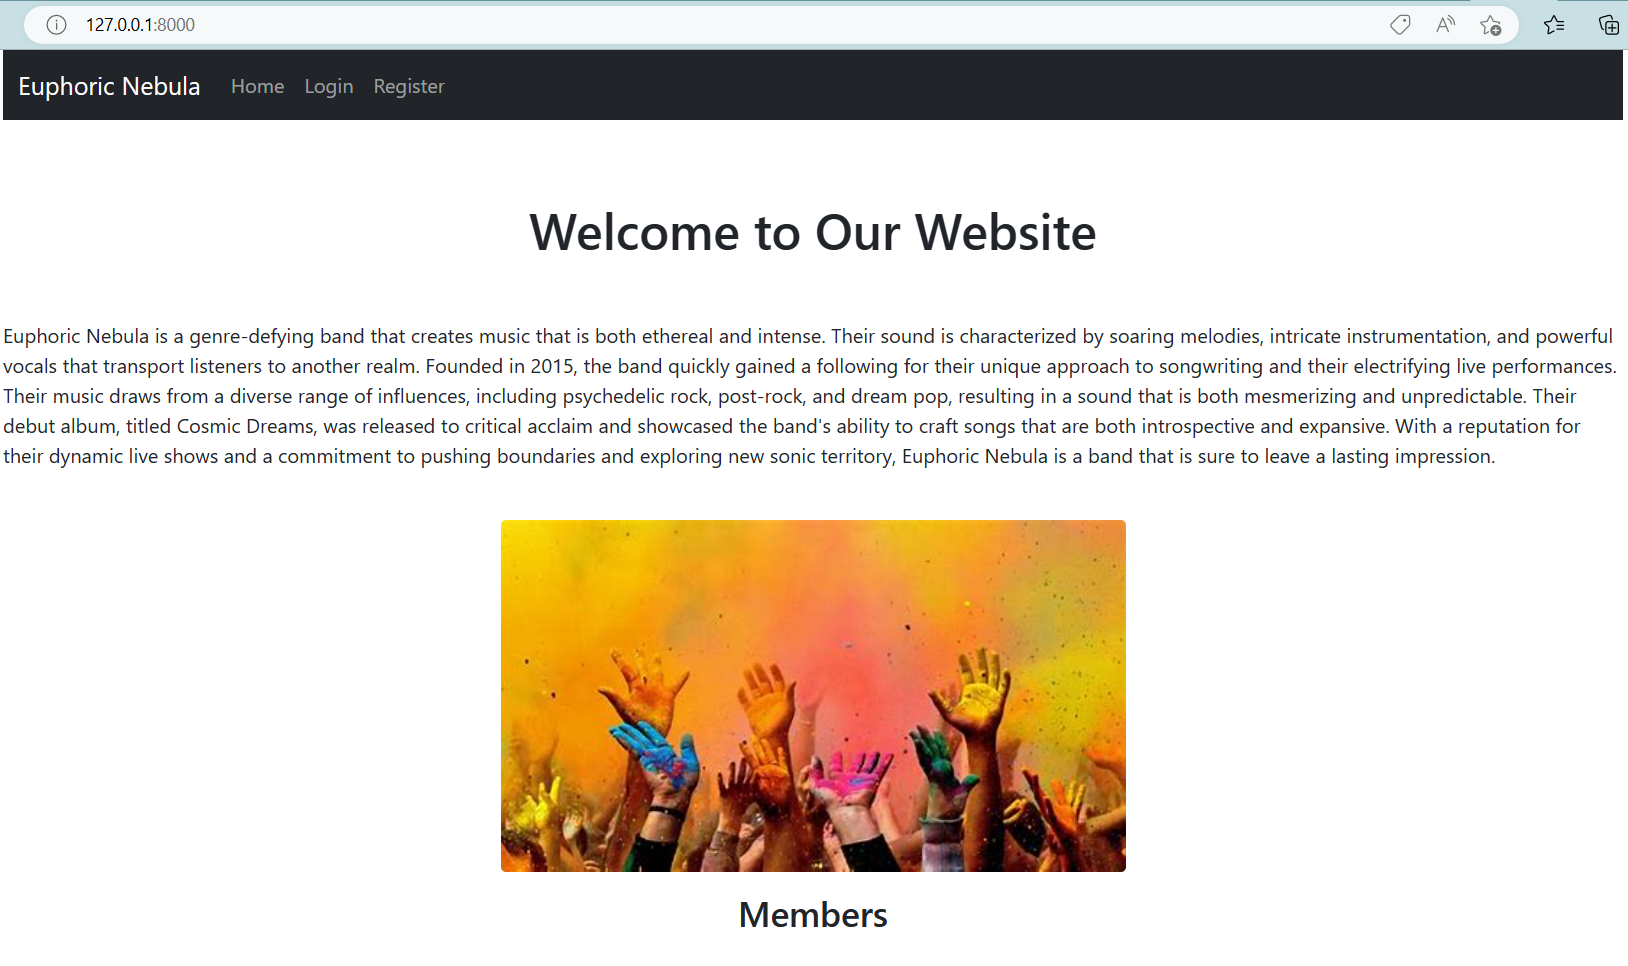 127.0.0.1:8000
Euphoric Nebula Home Login Register
Welcome to Our Website
Euphoric Nebula is a genre-defying band that creates music that is both ethereal and intense. Their sound is characterized by soaring melodies, intricate instrumentation, and powerful
vocals that transport listeners to another realm. Founded in 2015, the band quickly gained a following for their unique approach to songwriting and their electrifying live performances.
Their music draws from a diverse range of influences, including psychedelic rock, post-rock, and dream pop, resulting in a sound that is both mesmerizing and unpredictable. Their
debut album, titled Cosmic Dreams, was released to critical acclaim and showcased the band's ability to craft songs that are both introspective and expansive. With a reputation for
their dynamic live shows and a commitment to pushing boundaries and exploring new sonic territory, Euphoric Nebula is a band that is sure to leave a lasting impression.
Members